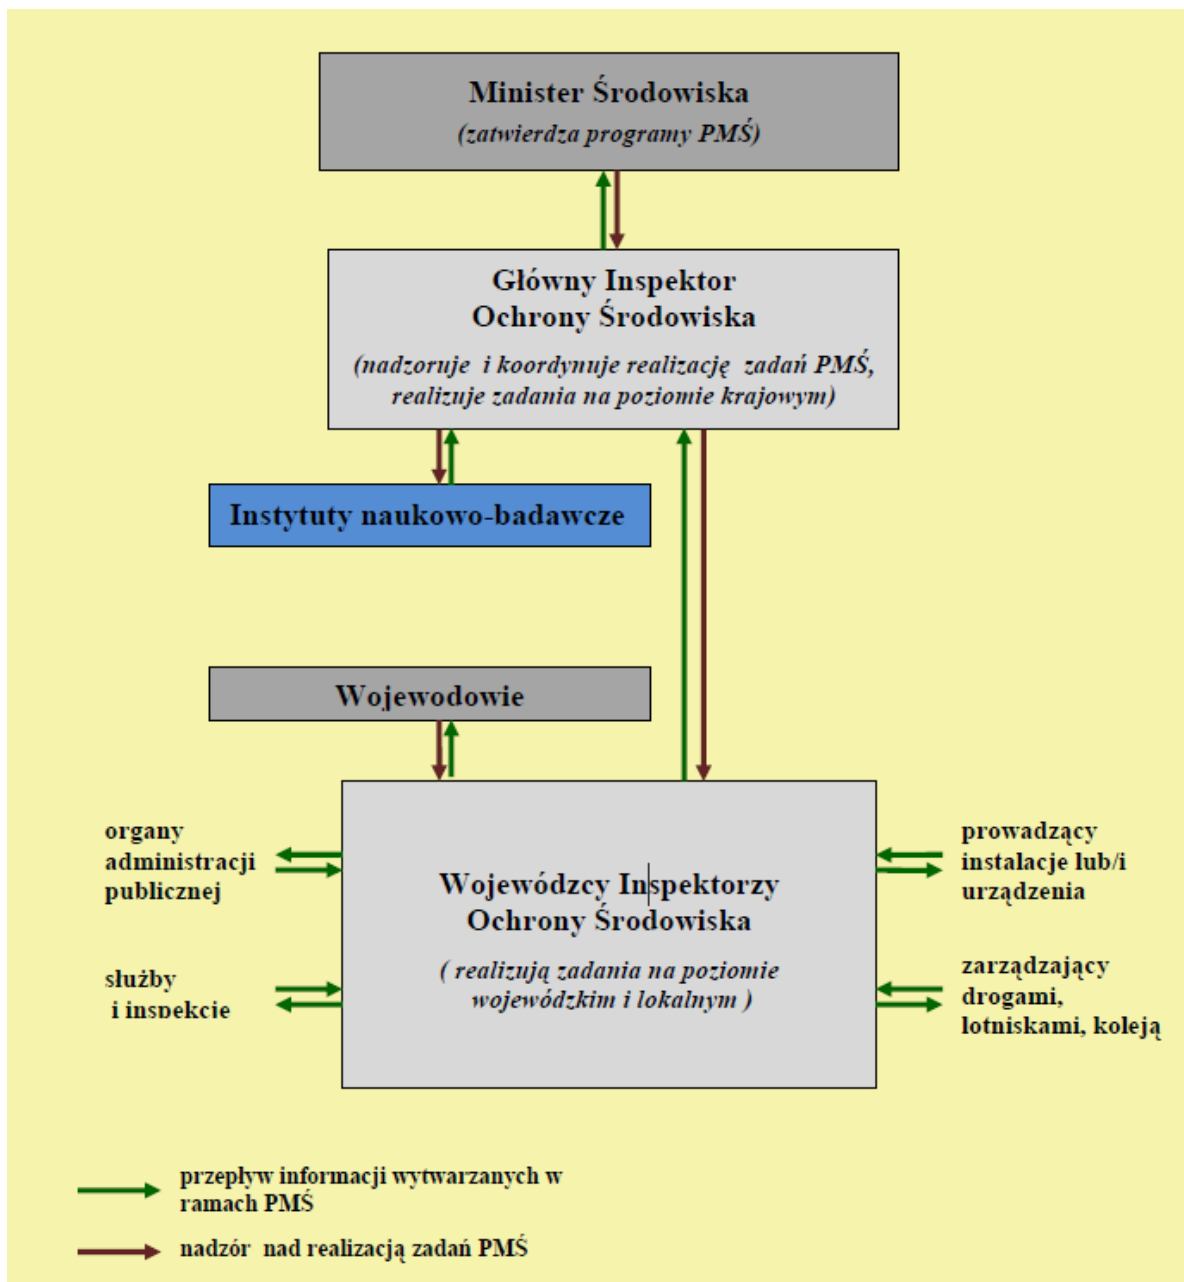 Minister Środowiska
(zatwierdza programy PMŚ)
Główny Inspektor
Ochrony Środowiska
(nadzoruje i koordynuje realizację zadań PMŚ,
realizuje zadania na poziomie krajowym)
Instytuty naukowo-badawcze
Wojewodowie
organy
administracji
publicznej
służby
i inspekcje
Wojewódzcy Inspektorzy
Ochrony Środowiska
( realizują zadania na poziomie
wojewódzkim i lokalnym )
prowadzący
instalacje lub/i
urządzenia
zarządzający
drogami,
lotniskami, koleją
przepływ informacji wytwarzanych w
ramach PMŚ
nadzór nad realizacją zadań PMŚ